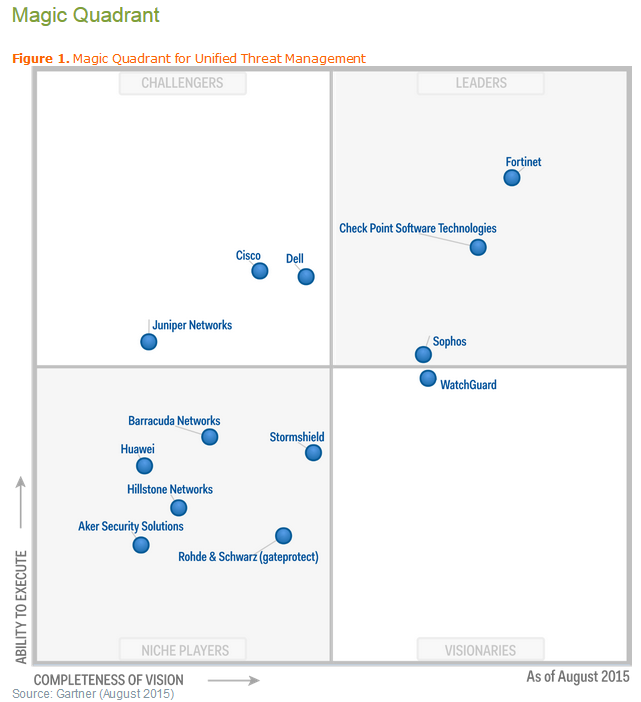 Magic Quadrant
Figure 1. Magic Quadrant for Unified Threat Management
CHALLENGERS
LEADERS
Fortinet
Check Point Software Technologies
Cisco
Dell
Juniper Networks
Sophos
WatchGuard
Barracuda Networks
Stormshield
Huawei
Hillstone Networks
Aker Security Solutions
Rohde & Schwarz (gateprotect)
ABILITY TO EXECUTE
NICHE PLAYERS
VISIONARIES
COMPLETENESS OF VISION
As of August 2015
Source: Gartner (August 2015)